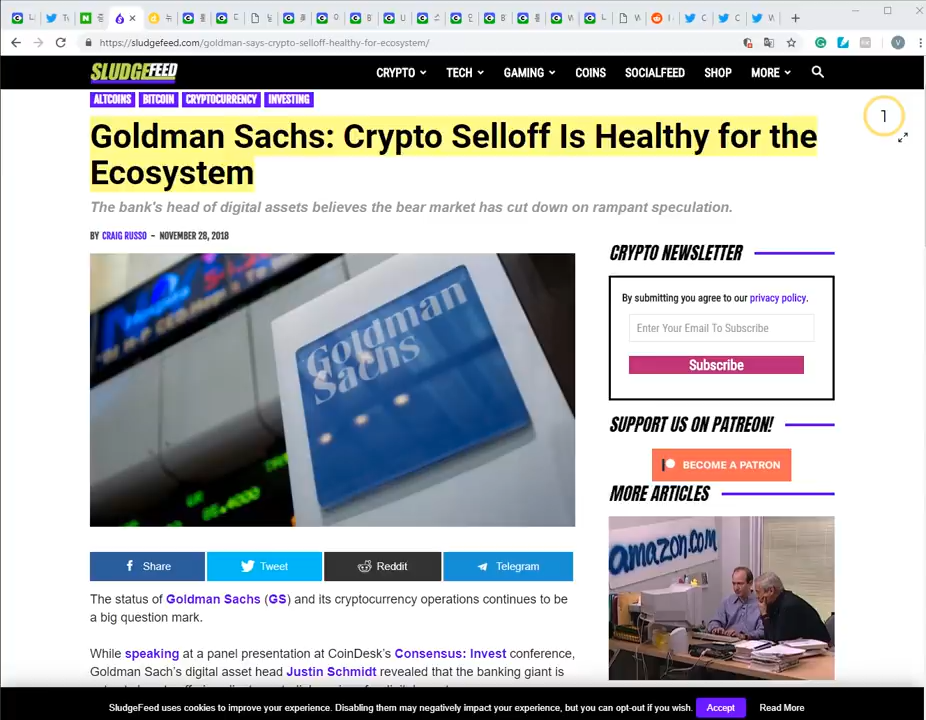 https://sludgefeed.com/goldman-says-crypto-selloff-healthy-for-ecosystem/
SLUDGEFEED
CRYPTO TECH GAMING COINS SOCIALFEED SHOP MORE
ALTCOINS BITCOIN CRYPTOCURRENCY INVESTING
1
Goldman Sachs: Crypto Selloff Is Healthy for the
Ecosystem
The bank's head of digital assets believes the bear market has cut down on rampant speculation.
BY CRAIG RUSSO - NOVEMBER 28, 2018
Goldman
Sachs
CRYPTO NEWSLETTER
By submitting you agree to our privacy policy.
Enter Your Email To Subscribe
Subscribe
SUPPORT US ON PATREON!
BECOME A PATRON
MORE ARTICLES
amazon.com
Share Tweet Reddit Telegram
The status of Goldman Sachs (GS) and its cryptocurrency operations continues to be
a big question mark.
While speaking at a panel presentation at CoinDesk's Consensus: Invest conference,
Goldman Sach's digital asset head Justin Schmidt revealed that the banking giant is
SludgeFeed uses cookies to improve your experience. Disabling them may negatively impact your experience, but you can opt-out if you wish. Accept Read More